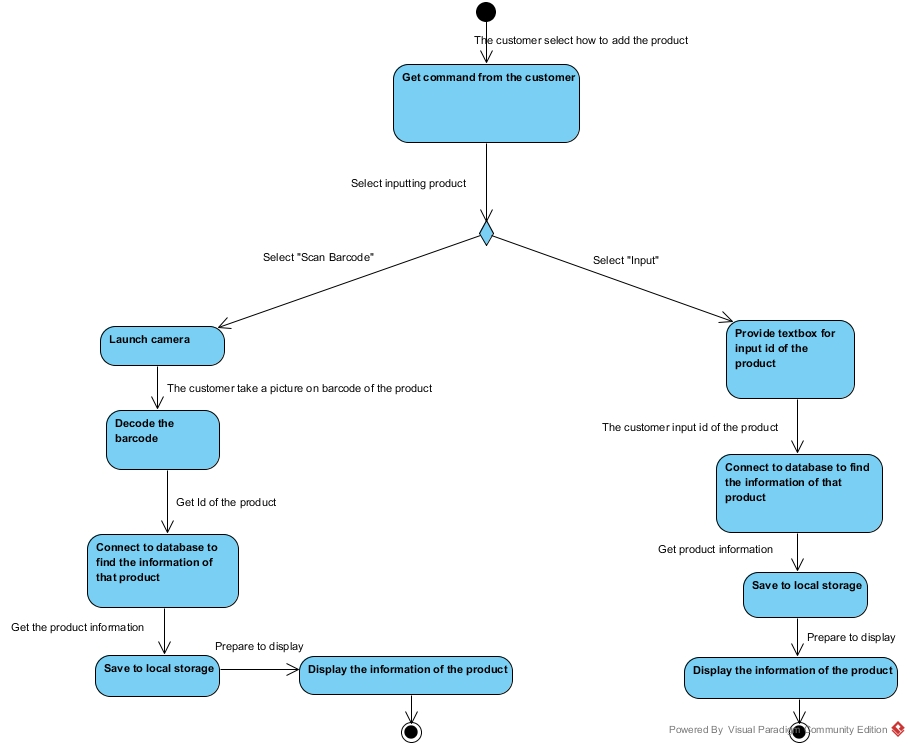 The customer select how to add the product
Get command from the customer
Select inputting product
Select "Scan Barcode"
Select "Input"
Launch camera
Provide textbox for
input id of the
product
The customer take a picture on barcode of the product
Decode the
barcode
The customer input id of the product
Connect to database to find
the information of that
product
Get Id of the product
Connect to database to
find the information of
that product
Get product information
Save to local storage
Get the product information
Prepare to display
Prepare to display
Save to local storage
Display the information of the product
Display the information of the product
Powered By Visual Paradigm Community Edition